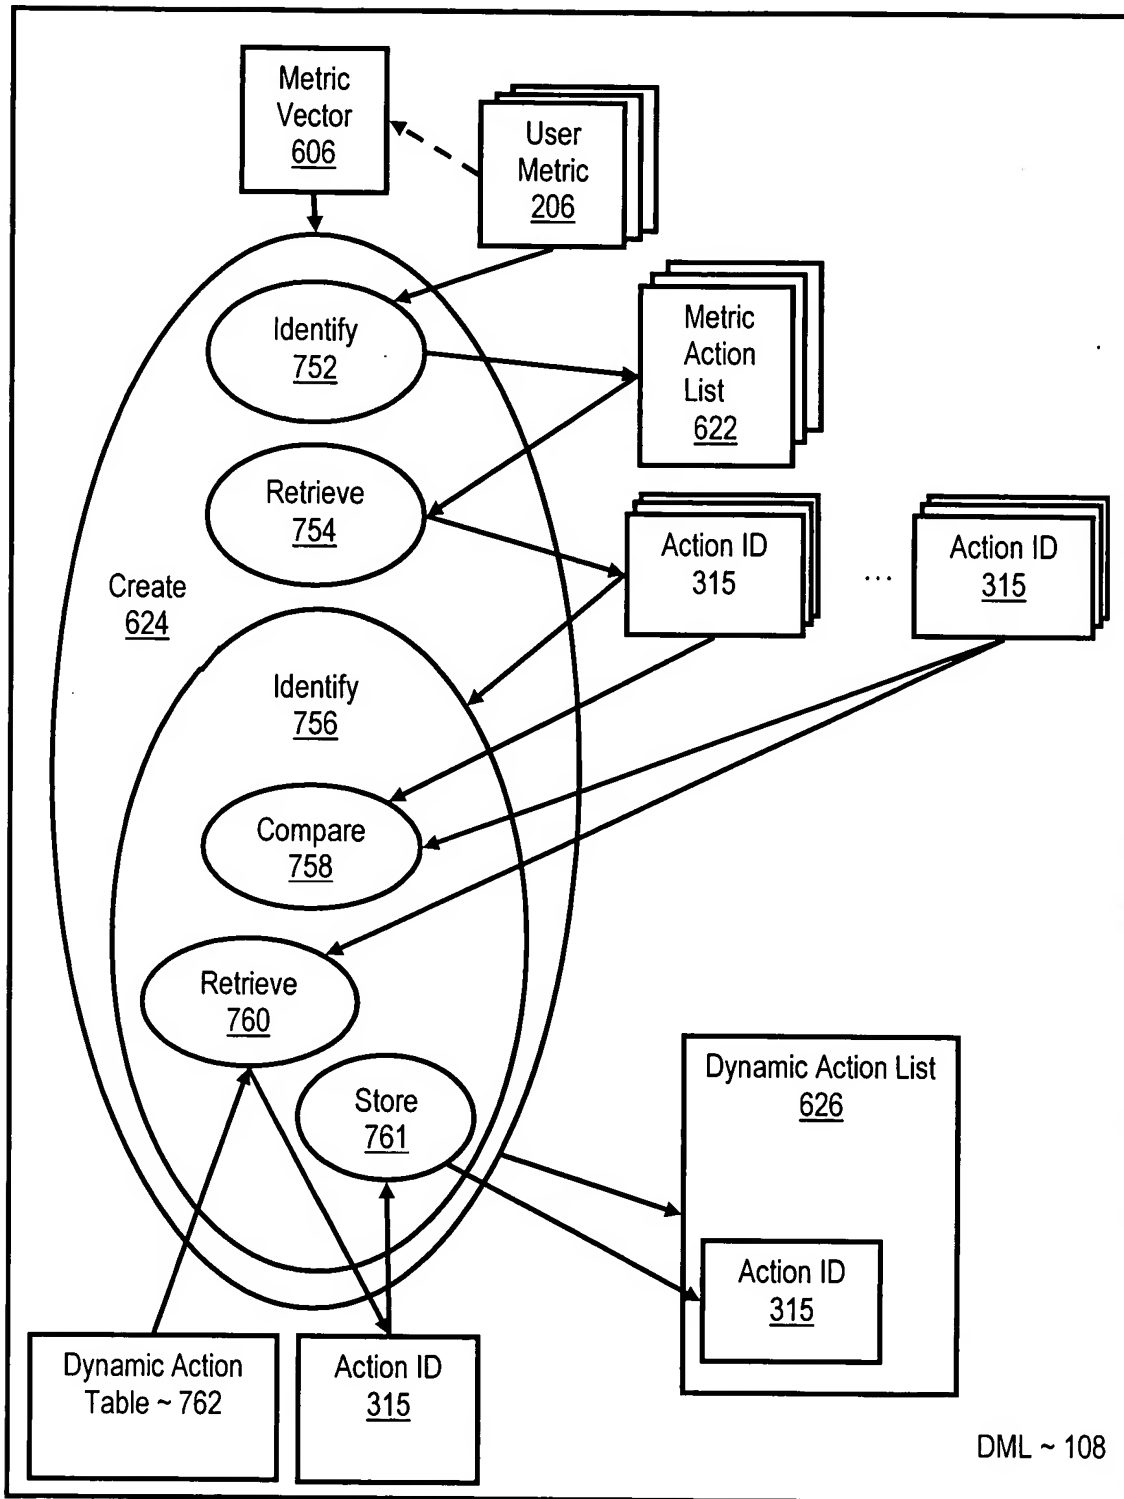 Metric
Vector
606
User
Metric
206
Identify
752
Metric
Action
List
622
Retrieve
754
Action ID
315
...
Action ID
315
Create
624
Identify
756
Compare
758
Retrieve
760
Store
761
Dynamic Action List
626
Action ID
315
Dynamic Action
Table ~ 762
Action ID
315
DML ~ 108